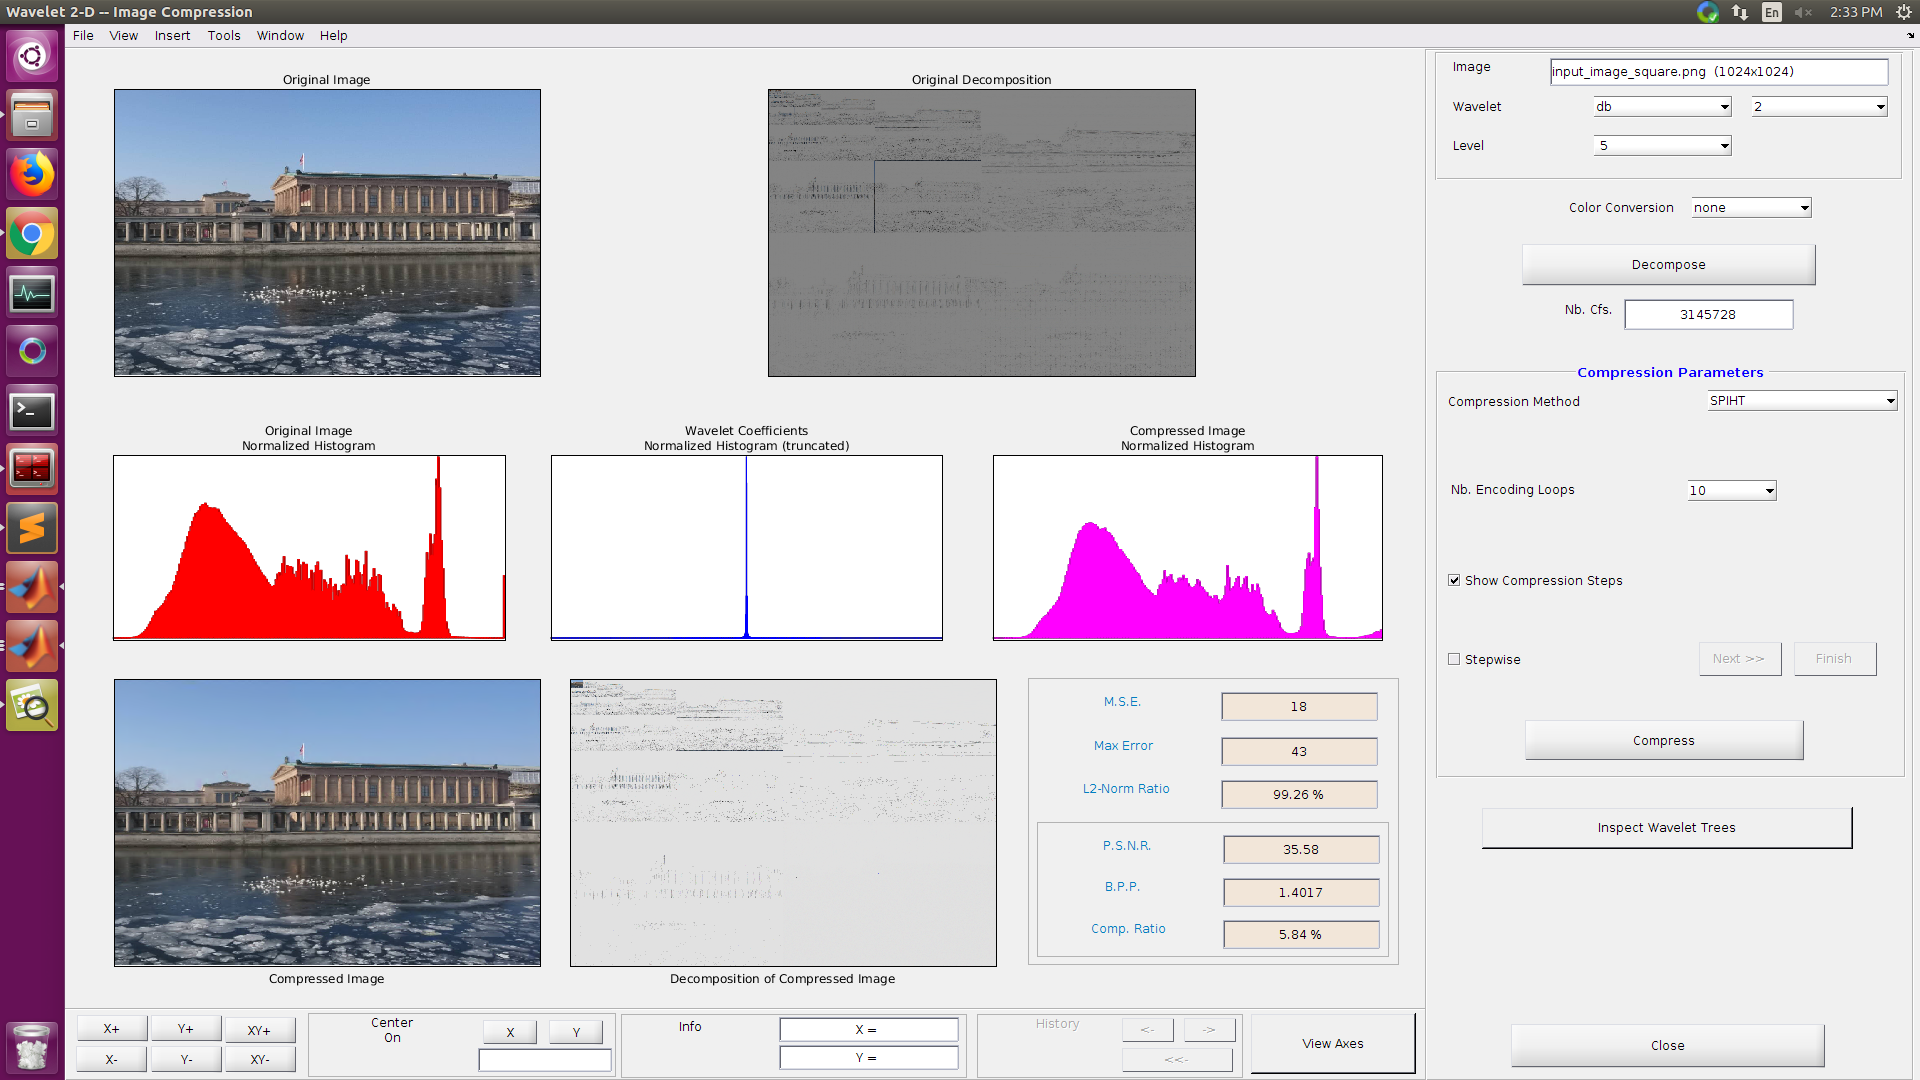 Wavelet 2-D -- Image Compression
En
2:33 PM
File View Insert Tools Window Help
Original Image
Original Decomposition
Original Image
Normalized Histogram
Wavelet Coefficients
Normalized Histogram (truncated)
Compressed Image
Normalized Histogram
Compressed Image
Decomposition of Compressed Image
M.S.E. 18
Max Error 43
L2-Norm Ratio 99.26 %
P.S.N.R. 35.58
B.P.P. 1.4017
Comp. Ratio 5.84 %
Image input_image_square.png (1024x1024)
Wavelet db 2
Level 5
Color Conversion none
Decompose
Nb. Cfs. 3145728
Compression Parameters
Compression Method SPIHT
Nb. Encoding Loops 10
Show Compression Steps
Stepwise Next >> Finish
Compress
Inspect Wavelet Trees
Close
X+ Y+ XY+
X- Y- XY-
Center
On
X Y
Info
X =
Y =
History
<- ->
<<-
View Axes